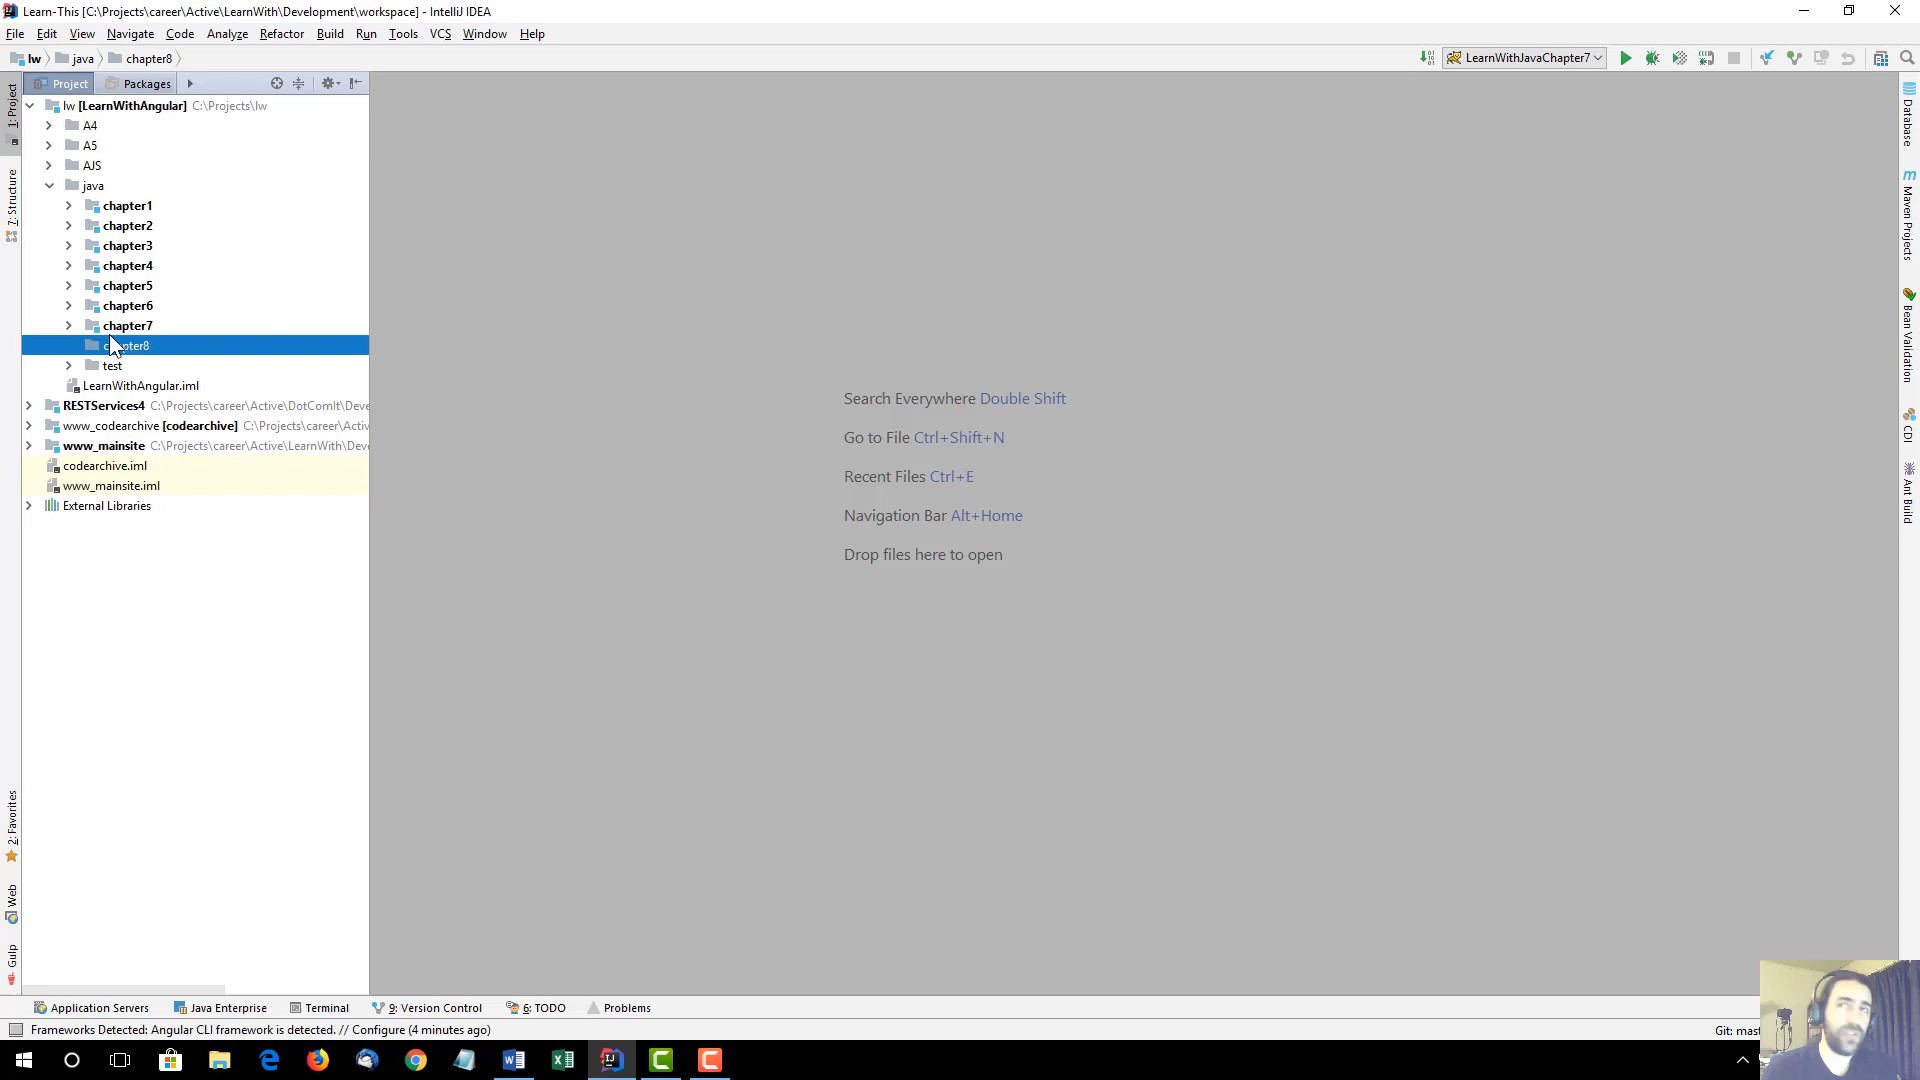 Learn-This [C:\Projects\career\Active\LearnWith\Development\workspace] - IntelliJ IDEA
File Edit View Navigate Code Analyze Refactor Build Run Tools VCS Window Help
lw java chapter8 LearnWithJavaChapter7
Project Packages
lw [LearnWithAngular] C:\Projects\lw
A4
A5
AJS
java
chapter1
chapter2
chapter3
chapter4
chapter5
chapter6
chapter7
test
LearnWithAngular.iml
RESTServices4 C:\Projects\career\Active\DotComIt\Deve
www_codearchive [codearchive] C:\Projects\career\Activ
www_mainsite C:\Projects\career\Active\LearnWith\Deve
codearchive.iml
www_mainsite.iml
External Libraries
1: Project
7: Structure
2: Favorites
Web
Gulp
Search Everywhere Double Shift
Go to File Ctrl+Shift+N
Recent Files Ctrl+E
Navigation Bar Alt+Home
Drop files here to open
Database
Maven Projects
Bean Validation
CDI
Ant Build
Application Servers Java Enterprise Terminal 9: Version Control 6: TODO Problems
Frameworks Detected: Angular CLI framework is detected. // Configure (4 minutes ago) Git: mas